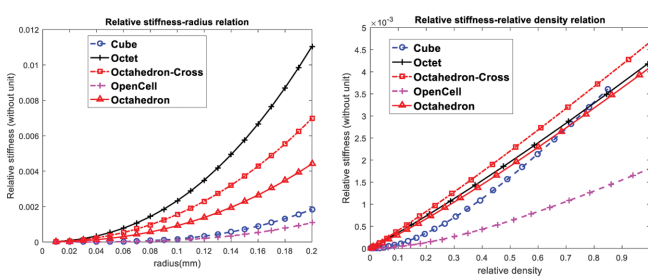 Relative stiffness-radius relation
0.012
0.01
0.008
0.006
0.004
0.002
0
Relative stiffness (without unit)
Cube
Octet
Octahedron-Cross
OpenCell
Octahedron
0 0.02 0.04 0.06 0.08 0.1 0.12 0.14 0.16 0.18 0.2
radius(mm)
Relative stiffness-relative density relation
×10⁻³
5
4.5
4
3.5
3
2.5
2
1.5
1
0.5
0
Relative stiffness (without unit)
Cube
Octet
Octahedron-Cross
OpenCell
Octahedron
0 0.1 0.2 0.3 0.4 0.5 0.6 0.7 0.8 0.9
relative density